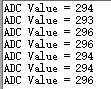 ADC Value = 294
ADC Value = 293
ADC Value = 296
ADC Value = 296
ADC Value = 294
ADC Value = 294
ADC Value = 296